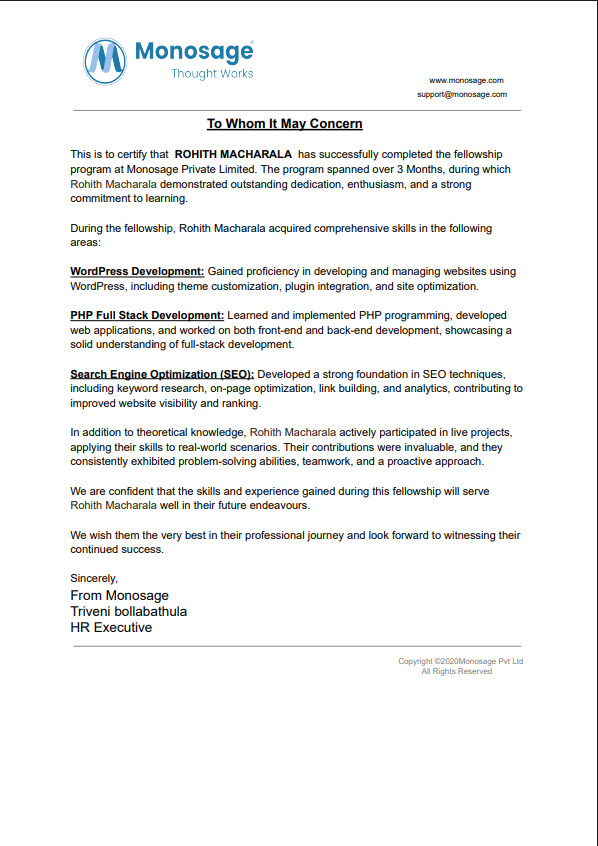 Monosage
Thought Works
www.monosage.com
support@monosage.com
To Whom It May Concern
This is to certify that ROHITH MACHARALA has successfully completed the fellowship
program at Monosage Private Limited. The program spanned over 3 Months, during which
Rohith Macharala demonstrated outstanding dedication, enthusiasm, and a strong
commitment to learning.
During the fellowship, Rohith Macharala acquired comprehensive skills in the following
areas:
WordPress Development: Gained proficiency in developing and managing websites using
WordPress, including theme customization, plugin integration, and site optimization.
PHP Full Stack Development: Learned and implemented PHP programming, developed
web applications, and worked on both front-end and back-end development, showcasing a
solid understanding of full-stack development.
Search Engine Optimization (SEO): Developed a strong foundation in SEO techniques,
including keyword research, on-page optimization, link building, and analytics, contributing to
improved website visibility and ranking.
In addition to theoretical knowledge, Rohith Macharala actively participated in live projects,
applying their skills to real-world scenarios. Their contributions were invaluable, and they
consistently exhibited problem-solving abilities, teamwork, and a proactive approach.
We are confident that the skills and experience gained during this fellowship will serve
Rohith Macharala well in their future endeavours.
We wish them the very best in their professional journey and look forward to witnessing their
continued success.
Sincerely,
From Monosage
Triveni bollabathula
HR Executive
Copyright ©2020Monosage Pvt Ltd
All Rights Reserved